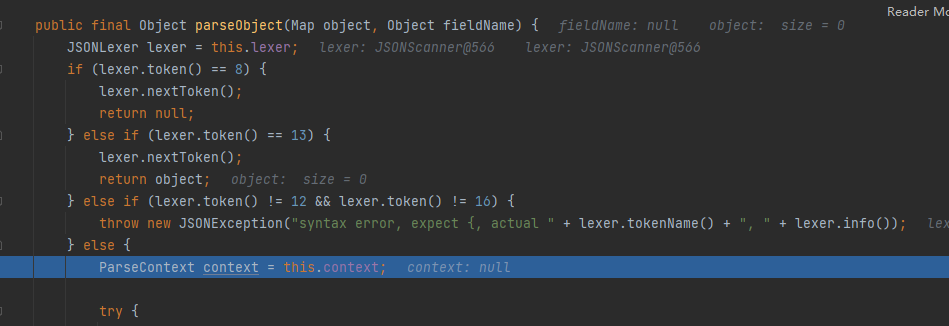 Reader Mo
public final Object parseObject(Map object, Object fieldName) {   fieldName: null    object:  size = 0
    JSONLexer lexer = this.lexer;   lexer: JSONScanner@566    lexer: JSONScanner@566
    if (lexer.token() == 8) {
        lexer.nextToken();
        return null;
    } else if (lexer.token() == 13) {
        lexer.nextToken();
        return object;   object:  size = 0
    } else if (lexer.token() != 12 && lexer.token() != 16) {
        throw new JSONException("syntax error, expect {, actual " + lexer.tokenName() + ", " + lexer.info());   lex
    } else {
        ParseContext context = this.context;   context: null
        try {